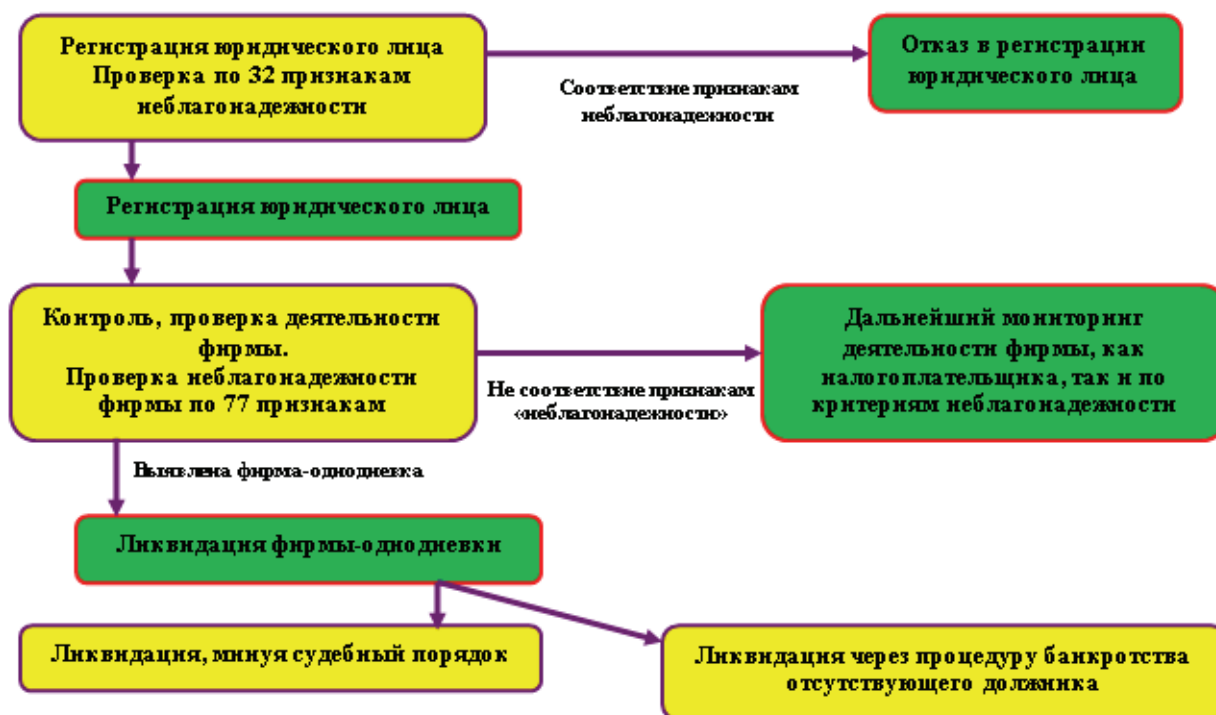 Регистрация юридического лица
Проверка по 32 признакам
неблагонадежности
Отказ в регистрации
юридического лица
Соответствие признакам
неблагонадежности
Регистрация юридического лица
Контроль, проверка деятельности
фирмы.
Проверка неблагонадежности
фирмы по 77 признакам
Дальнейший мониторинг
деятельности фирмы, как
налогоплательщика, так и по
критериям неблагонадежности
Не соответствие признакам
«неблагонадежности»
Выявлена фирма-однодневка
Ликвидация фирмы-однодневки
Ликвидация, минуя судебный порядок
Ликвидация через процедуру банкротства
отсутствующего должника